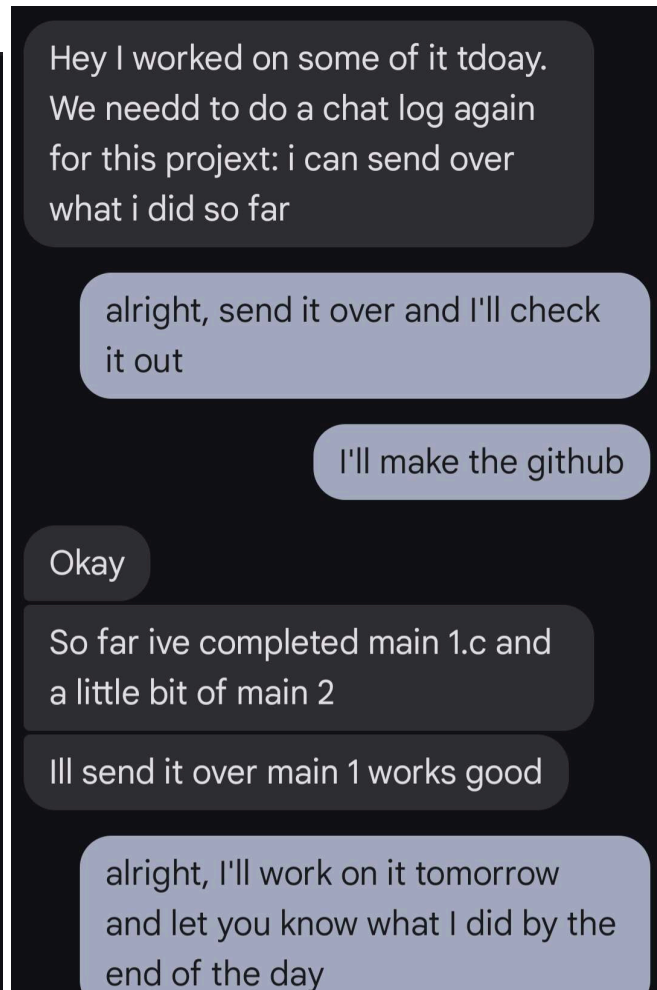 Hey I worked on some of it tdoay.
We needd to do a chat log again
for this projext: i can send over
what i did so far
alright, send it over and I'll check
it out
I'll make the github
Okay
So far ive completed main 1.c and
a little bit of main 2
Ill send it over main 1 works good
alright, I'll work on it tomorrow
and let you know what I did by the
end of the day